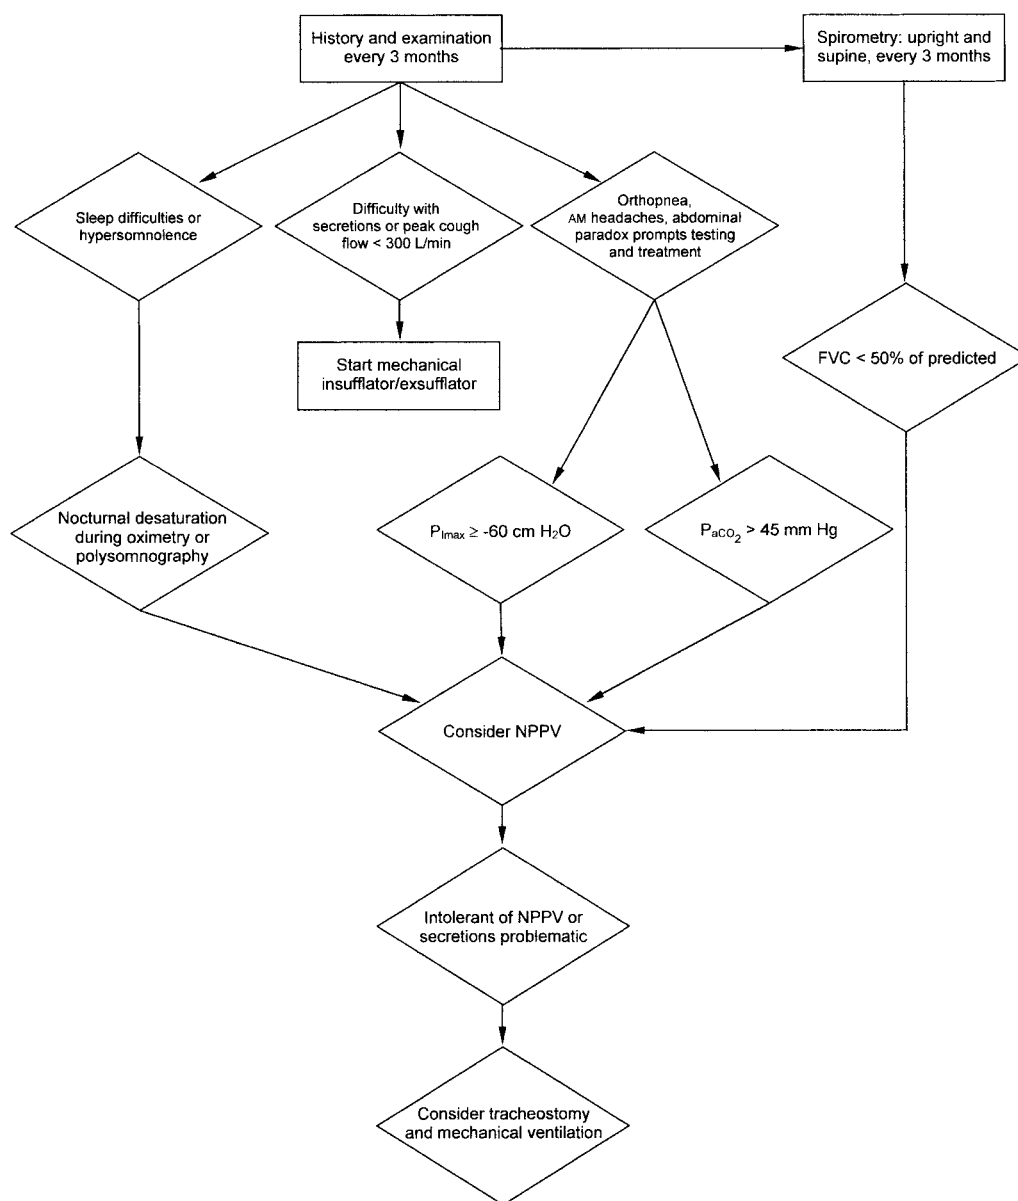 History and examination
every 3 months
Spirometry: upright and
supine, every 3 months
Sleep difficulties or
hypersomnolence
Difficulty with
secretions or peak cough
flow < 300 L/min
Orthopnea,
AM headaches, abdominal
paradox prompts testing
and treatment
Start mechanical
insufflator/exsufflator
FVC < 50% of predicted
Nocturnal desaturation
during oximetry or
polysomnography
PImax ≥ -60 cm H2O
PaCO2 > 45 mm Hg
Consider NPPV
Intolerant of NPPV or
secretions problematic
Consider tracheostomy
and mechanical ventilation